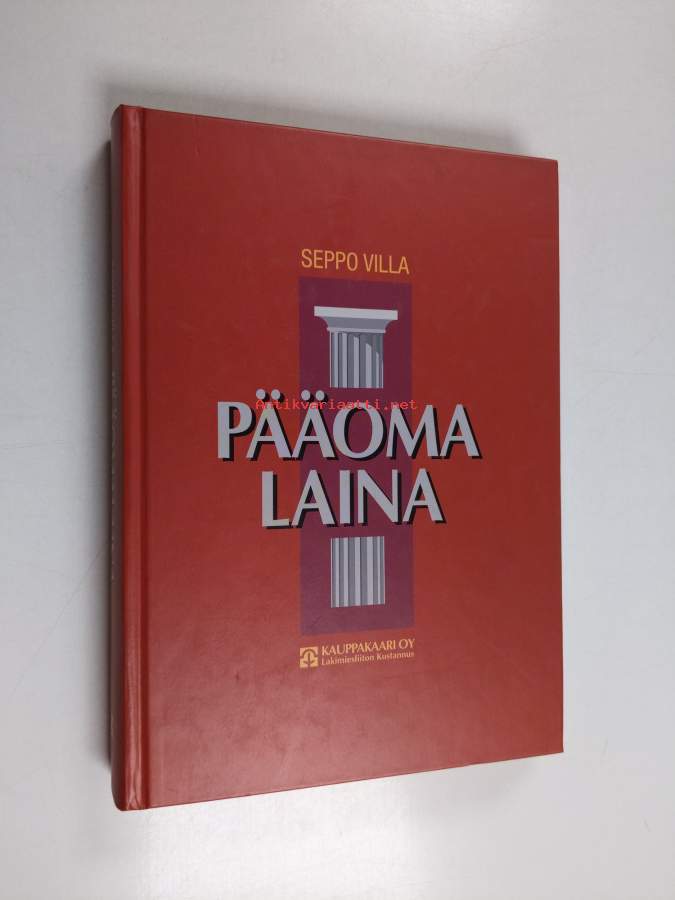 SEPPO VILLA
Antikvariaatti.net
PÄÄOMA
LAINA
KAUPPAKAARI OY
Lakimiesliiton Kustannus